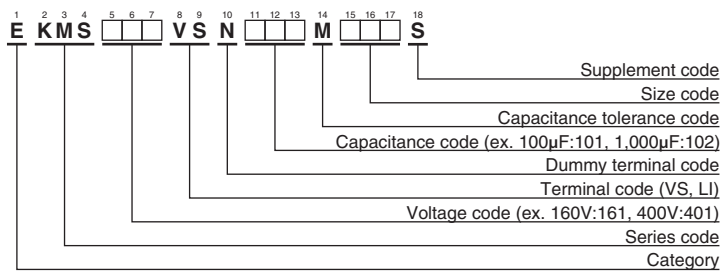 1 2 3 4 5 6 7 8 9 10 11 12 13 14 15 16 17 18
E KMS VS N M S
Supplement code
Size code
Capacitance tolerance code
Capacitance code (ex. 100μF:101, 1,000μF:102)
Dummy terminal code
Terminal code (VS, LI)
Voltage code (ex. 160V:161, 400V:401)
Series code
Category